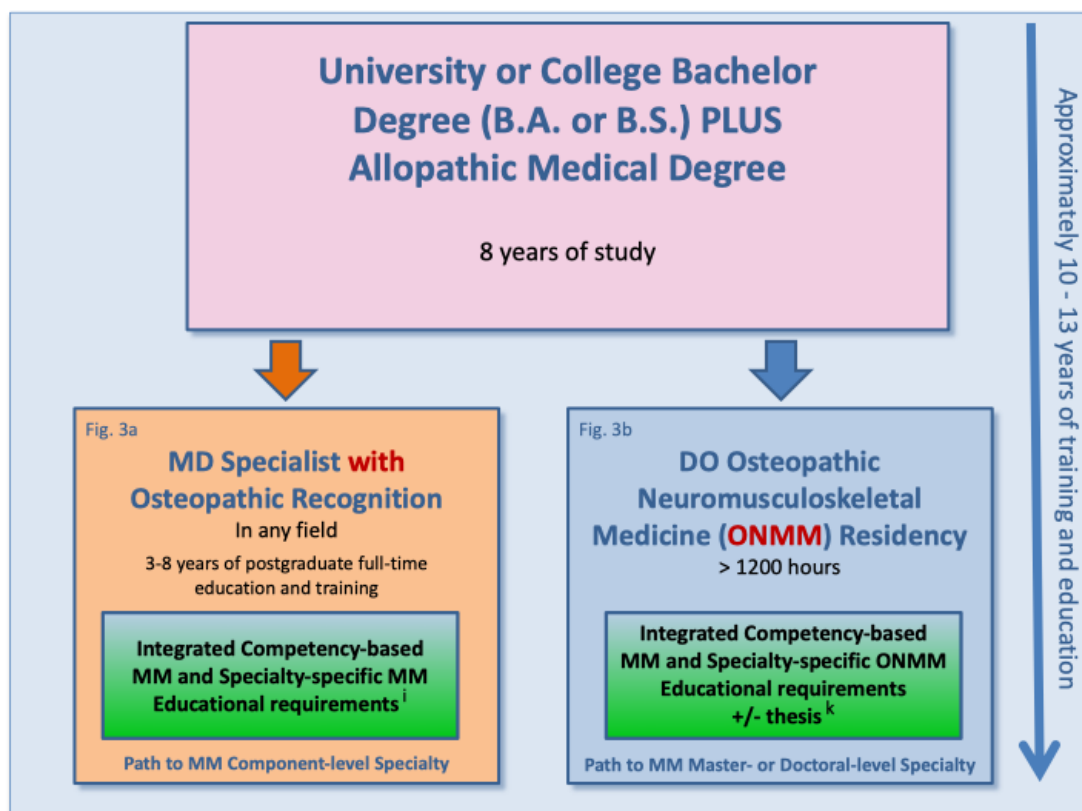 University or College Bachelor
Degree (B.A. or B.S.) PLUS
Allopathic Medical Degree
8 years of study
Approximately 10 - 13 years of training and education
Fig. 3a
MD Specialist with
Osteopathic Recognition
In any field
3-8 years of postgraduate full-time
education and training
Integrated Competency-based
MM and Specialty-specific MM
Educational requirements i
Path to MM Component-level Specialty
Fig. 3b
DO Osteopathic
Neuromusculoskeletal
Medicine (ONMM) Residency
> 1200 hours
Integrated Competency-based
MM and Specialty-specific ONMM
Educational requirements
+/- thesis k
Path to MM Master- or Doctoral-level Specialty